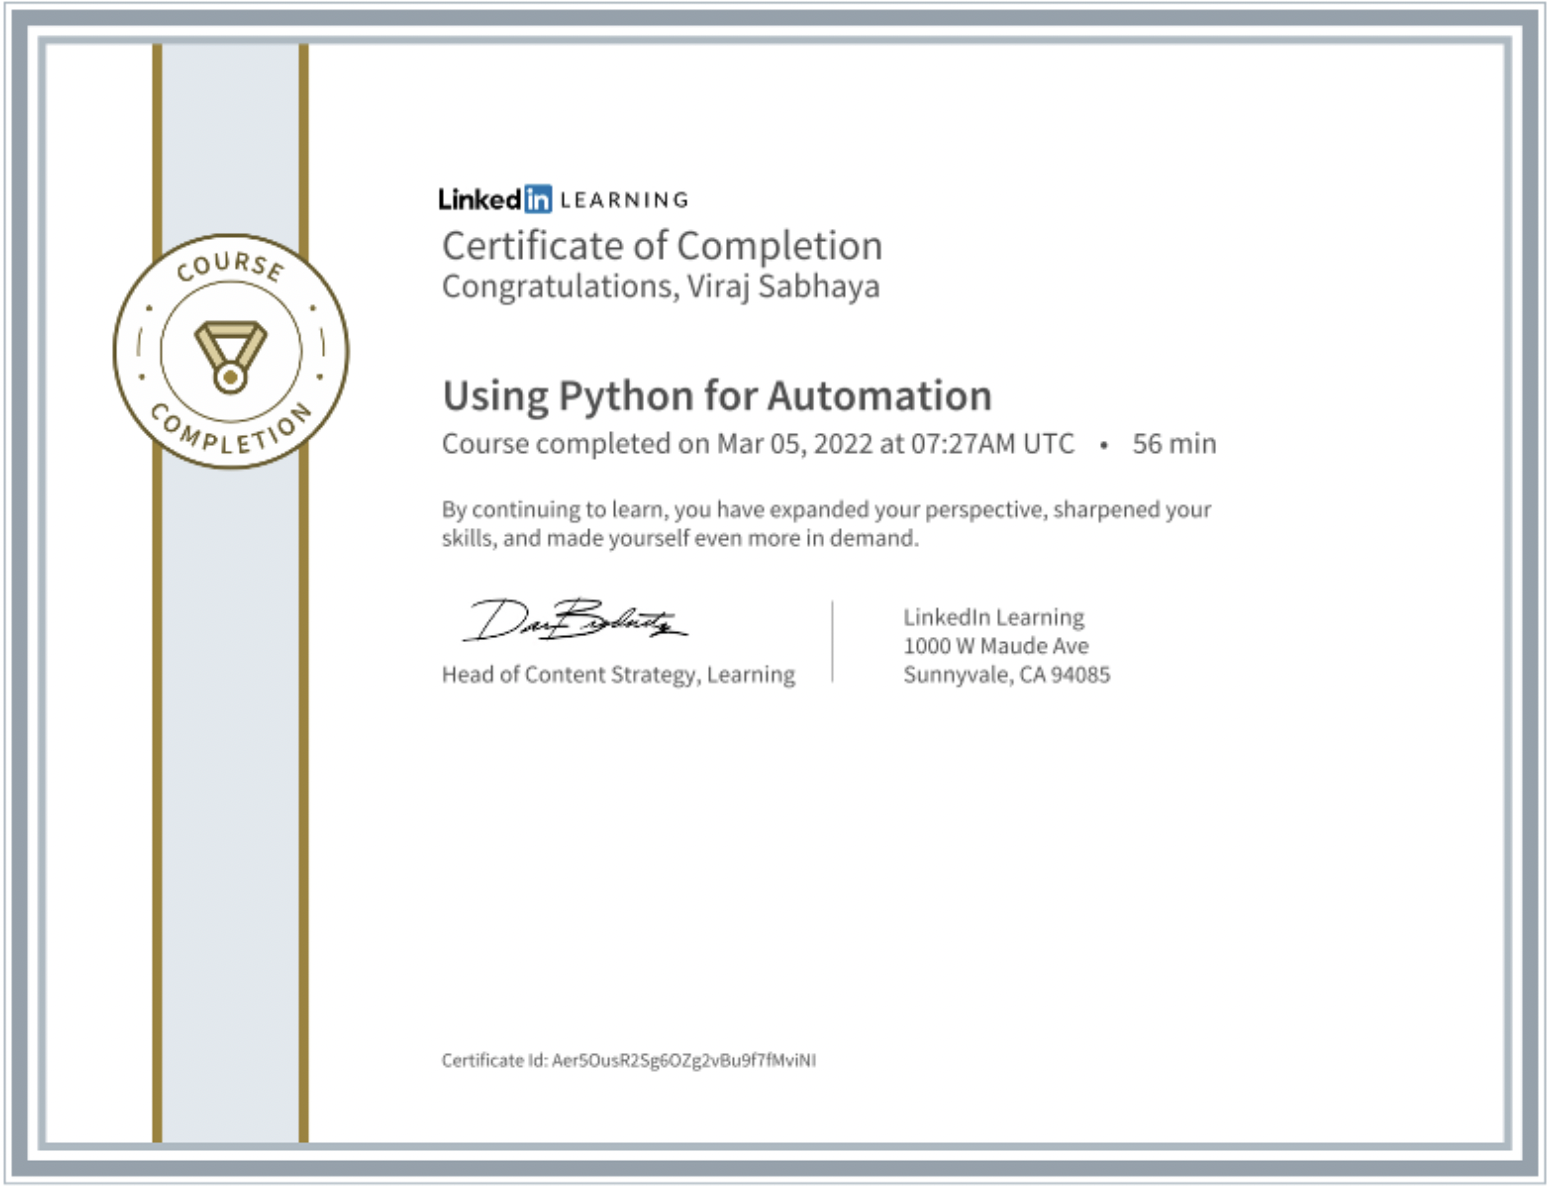 COURSE
COMPLETION
Linked in LEARNING
Certificate of Completion
Congratulations, Viraj Sabhaya
Using Python for Automation
Course completed on Mar 05, 2022 at 07:27AM UTC • 56 min
By continuing to learn, you have expanded your perspective, sharpened your
skills, and made yourself even more in demand.
Head of Content Strategy, Learning
LinkedIn Learning
1000 W Maude Ave
Sunnyvale, CA 94085
Certificate Id: Aer5OusR2Sg6OZg2vBu9f7fMviNI